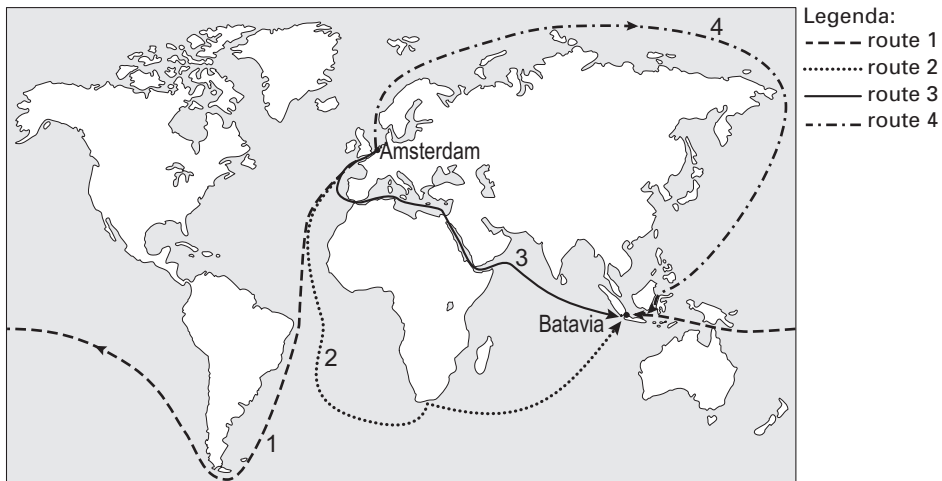 Legenda:
route 1
route 2
route 3
route 4
4
Amsterdam
3
Batavia
2
1